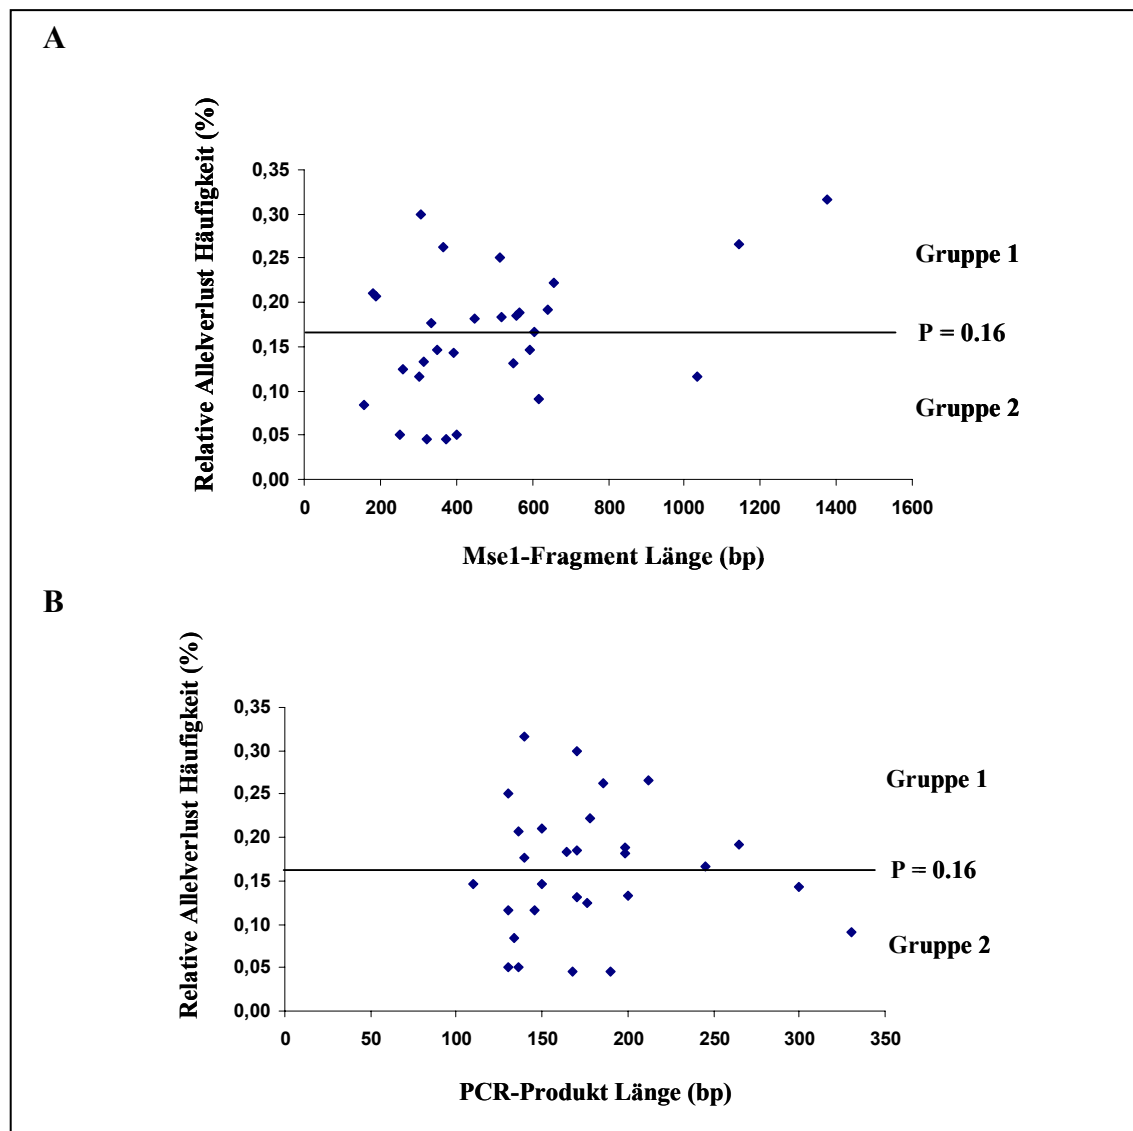 A
Relative Allelverlust Häufigkeit (%)
0,35
0,30
0,25
0,20
0,15
0,10
0,05
0,00
0 200 400 600 800 1000 1200 1400 1600
Gruppe 1
P = 0.16
Gruppe 2
Mse1-Fragment Länge (bp)
B
Relative Allelverlust Häufigkeit (%)
0,35
0,30
0,25
0,20
0,15
0,10
0,05
0,00
0 50 100 150 200 250 300 350
Gruppe 1
P = 0.16
Gruppe 2
PCR-Produkt Länge (bp)